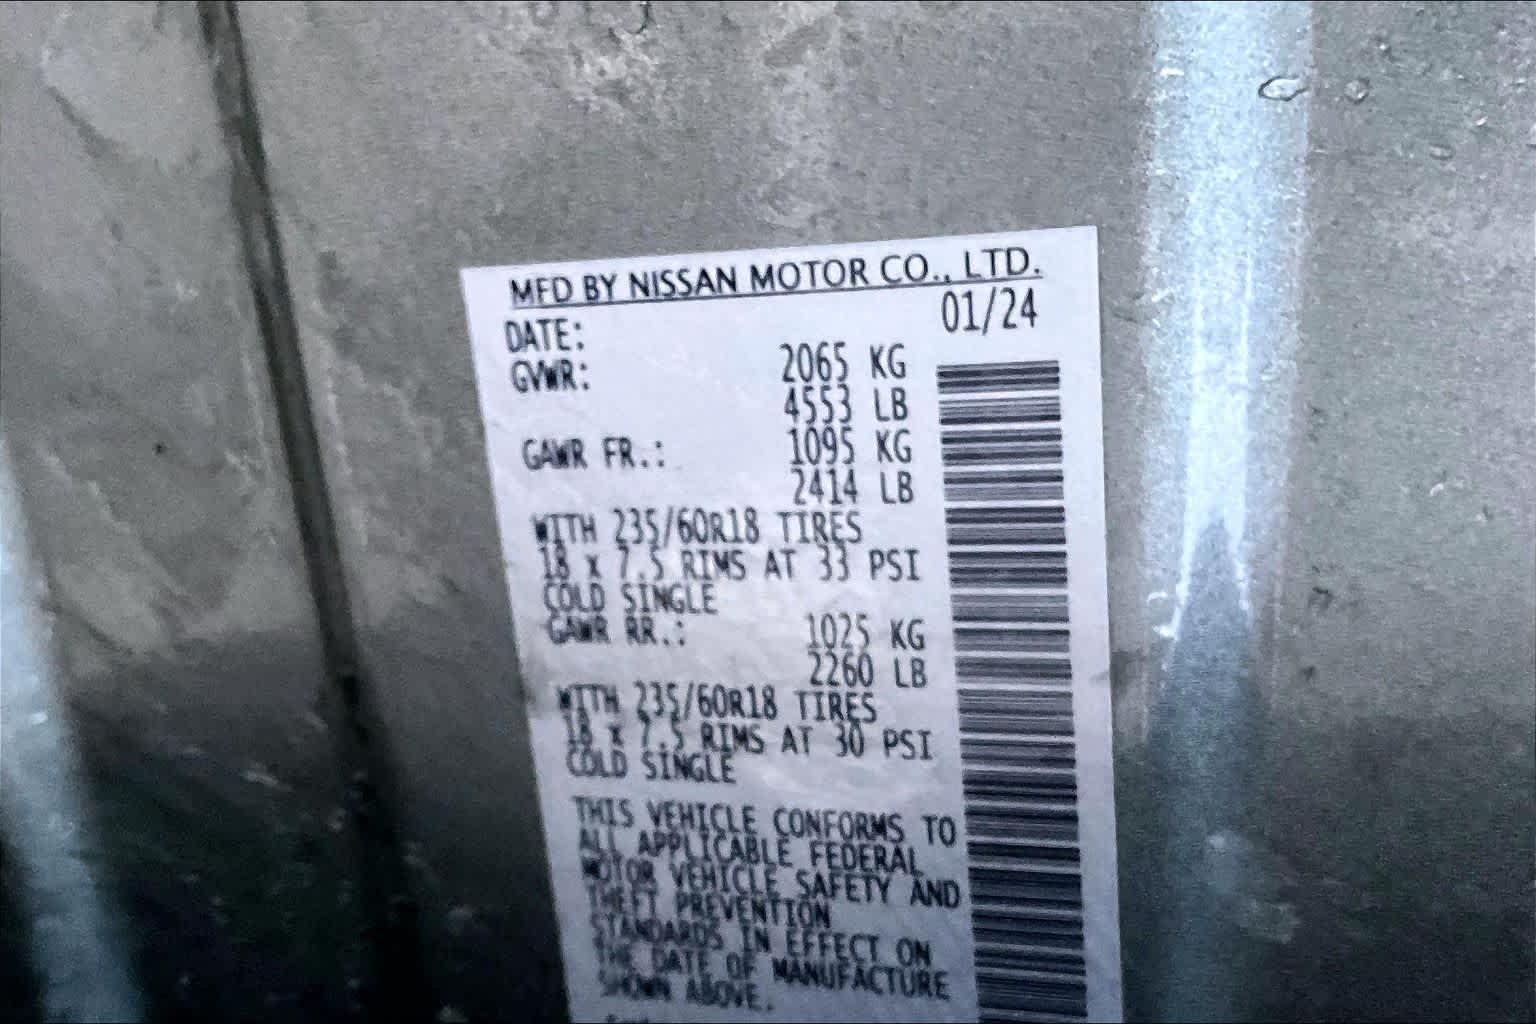 MFD BY NISSAN MOTOR CO., LTD.
DATE: 01/24
GVWR: 2065 KG
4553 LB
GAWR FR.: 1095 KG
2414 LB
WITH 235/60R18 TIRES
18 x 7.5 RIMS AT 33 PSI
COLD SINGLE
GAWR RR.: 1025 KG
2260 LB
WITH 235/60R18 TIRES
18 x 7.5 RIMS AT 30 PSI
COLD SINGLE
THIS VEHICLE CONFORMS TO
ALL APPLICABLE FEDERAL
MOTOR VEHICLE SAFETY AND
THEFT PREVENTION
STANDARDS IN EFFECT ON
THE DATE OF MANUFACTURE
SHOWN ABOVE.